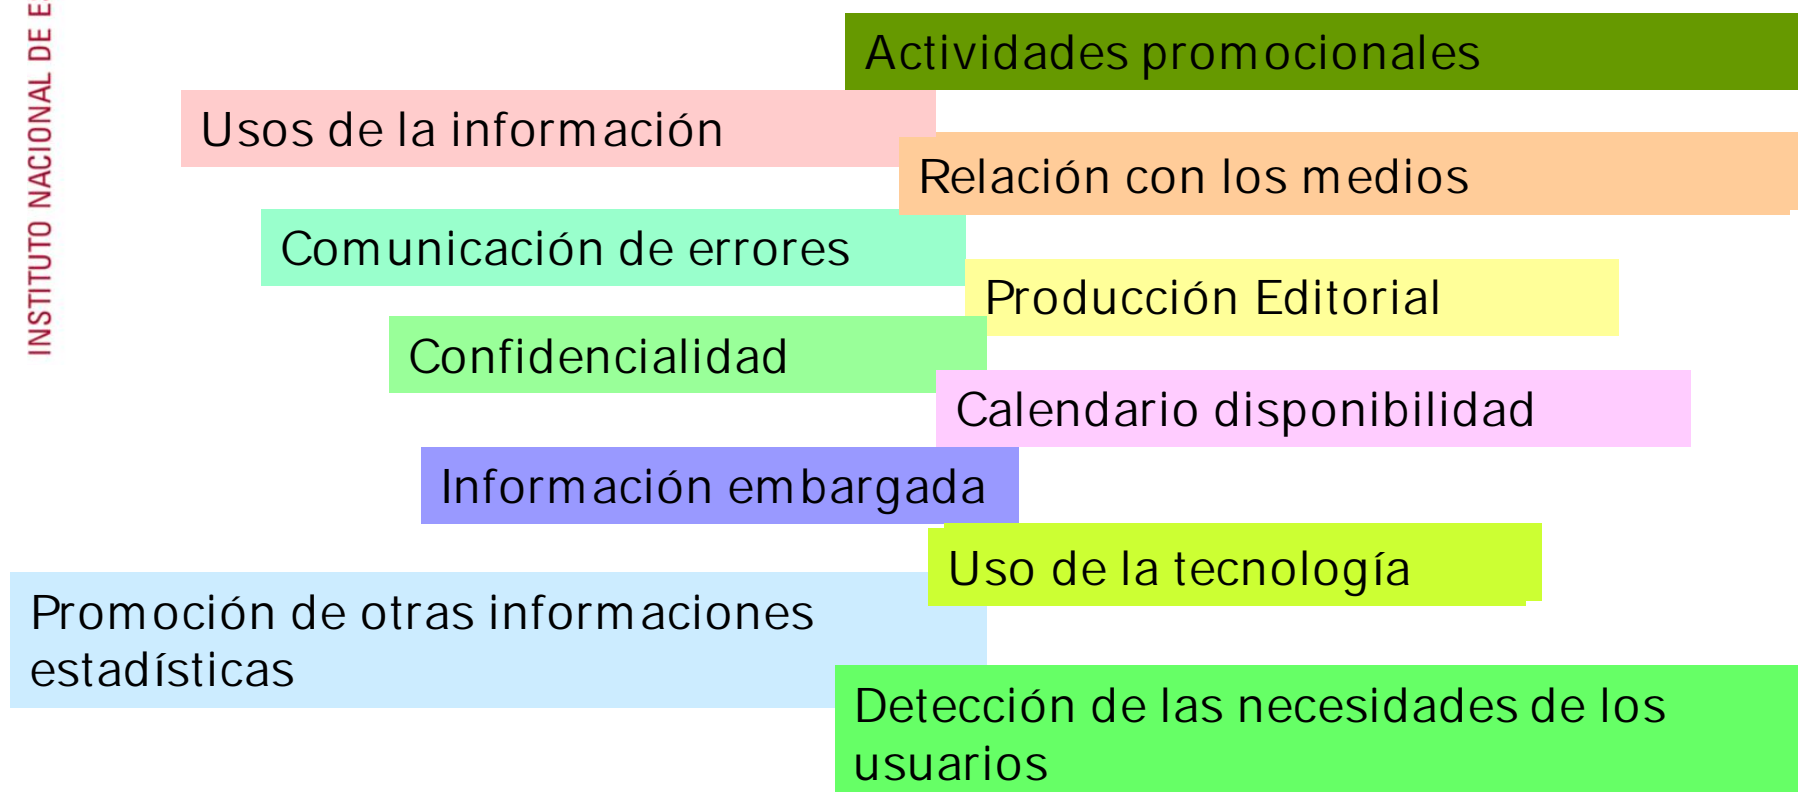 INSTITUTO NACIONAL DE
Actividades promocionales
Usos de la información
Relación con los medios
Comunicación de errores
Producción Editorial
Confidencialidad
Calendario disponibilidad
Información embargada
Uso de la tecnología
Promoción de otras informaciones
estadísticas
Detección de las necesidades de los
usuarios